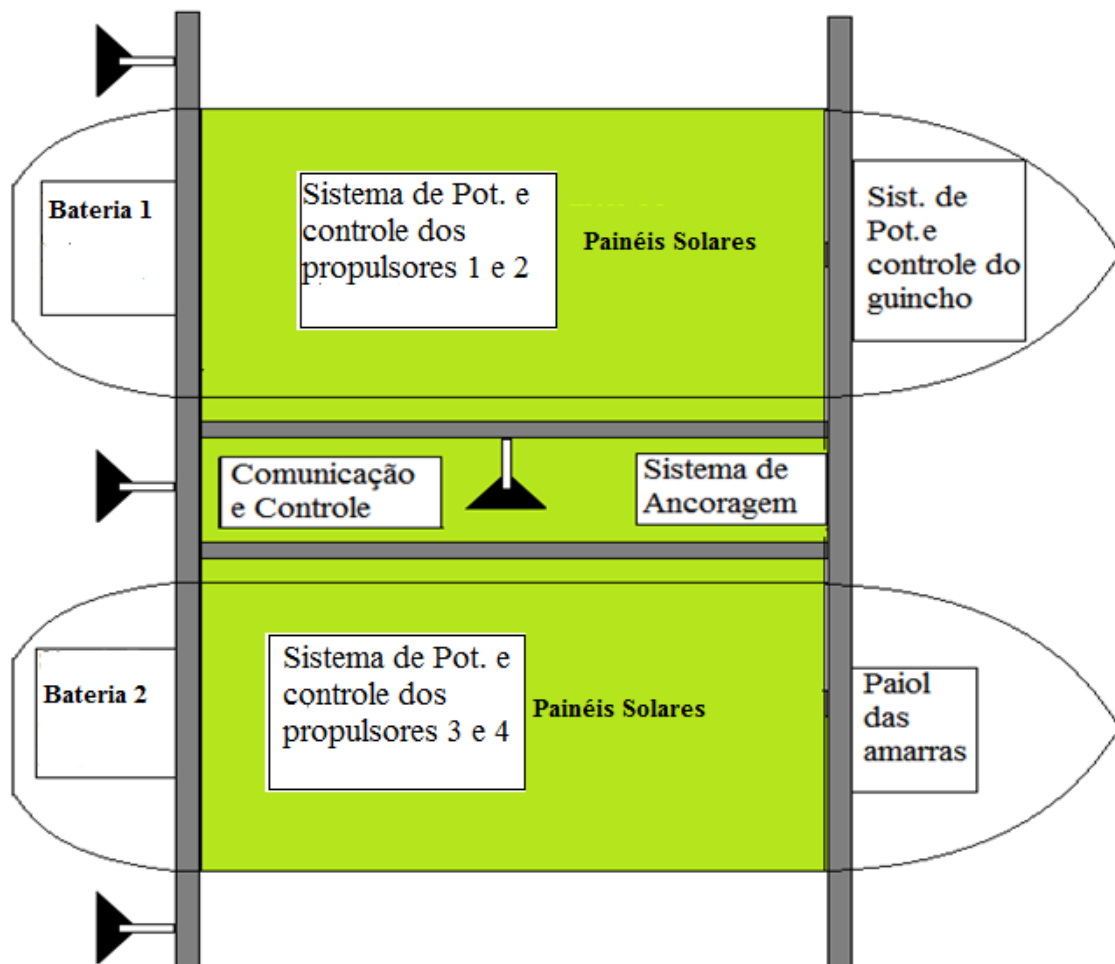 Bateria 1
Sistema de Pot. e
controle dos
propulsores 1 e 2
Painéis Solares
Sist. de
Pot.e
controle do
guincho
Comunicação
e Controle
Sistema de
Ancoragem
Bateria 2
Sistema de Pot. e
controle dos
propulsores 3 e 4
Painéis Solares
Paiol
das
amarras